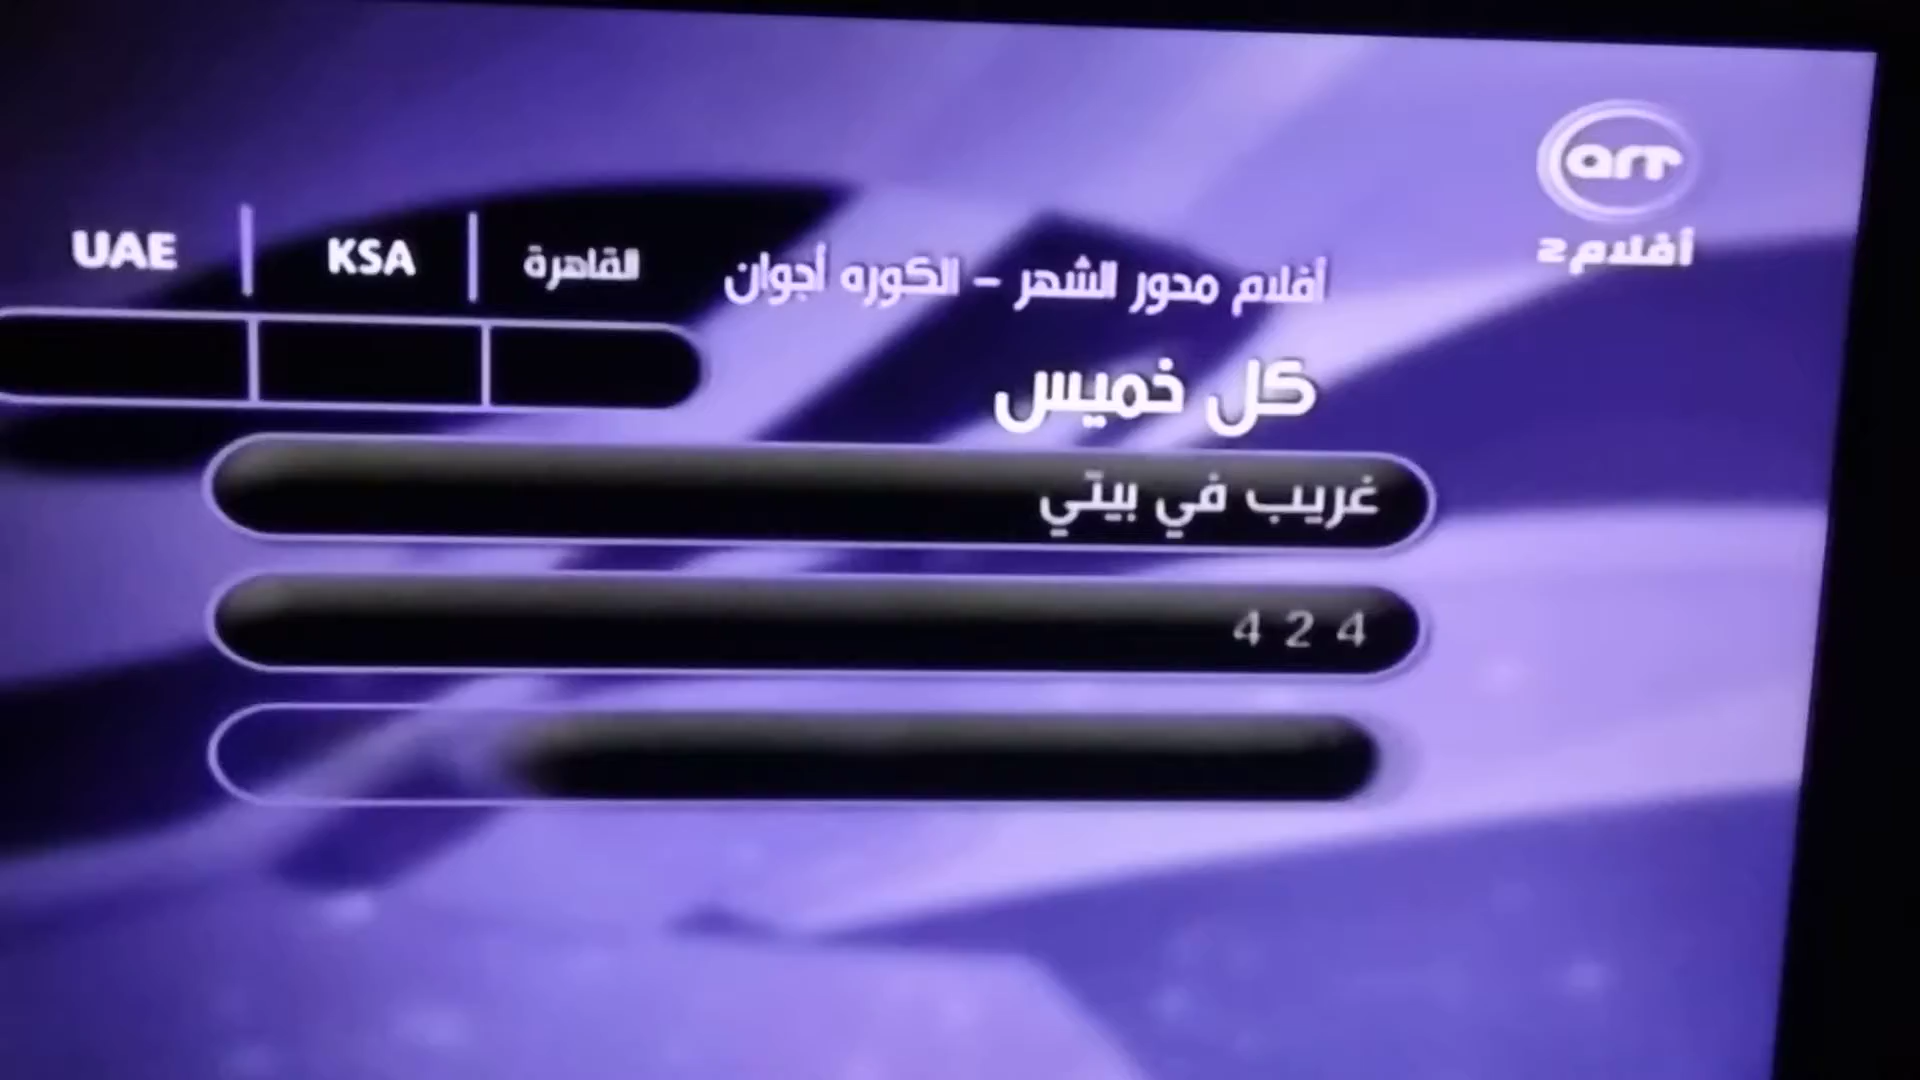 art
أفلام 2
أفلام محور الشهر - الكوره أجوان
القاهرة
KSA
UAE
كل خميس
غريب في بيتي
4 2 4